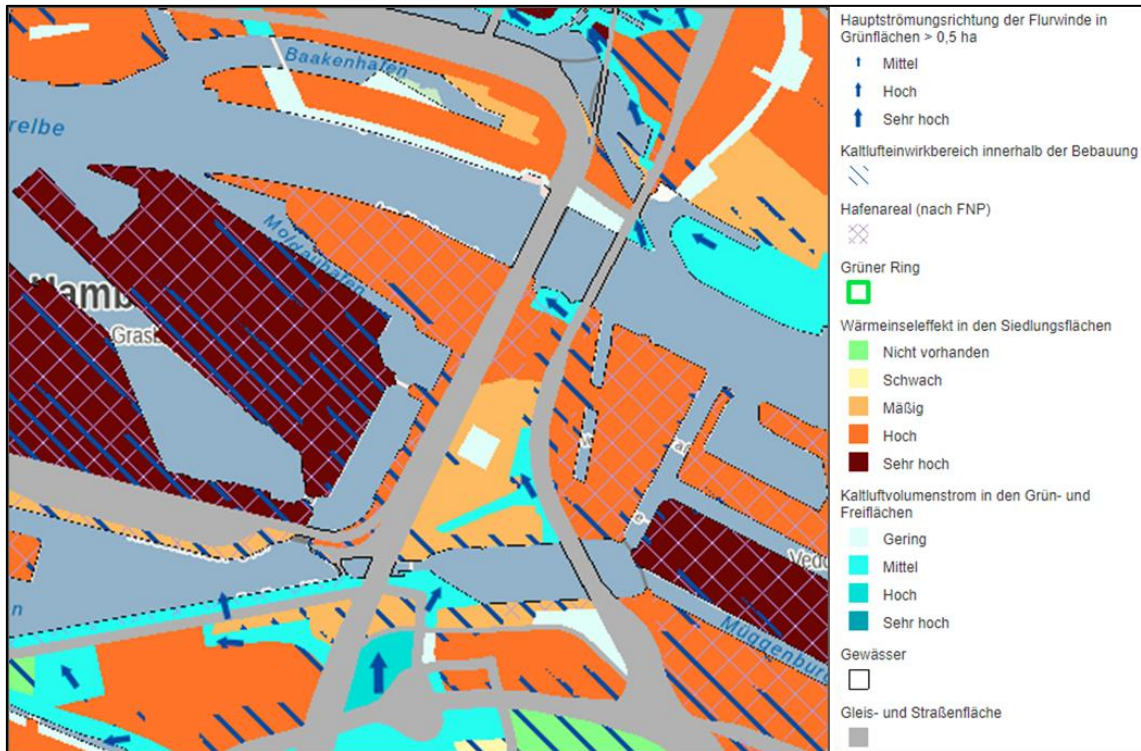 Baakenhafen
relbe
Moldauhafen
Hamb
Grasb
Vedd
Müggenburg
Hauptströmungsrichtung der Flurwinde in
Grünflächen > 0,5 ha
Mittel
Hoch
Sehr hoch
Kaltlufteinwirkbereich innerhalb der Bebauung
Hafenareal (nach FNP)
Grüner Ring
Wärmeinseleffekt in den Siedlungsflächen
Nicht vorhanden
Schwach
Mäßig
Hoch
Sehr hoch
Kaltluftvolumenstrom in den Grün- und
Freiflächen
Gering
Mittel
Hoch
Sehr hoch
Gewässer
Gleis- und Straßenfläche